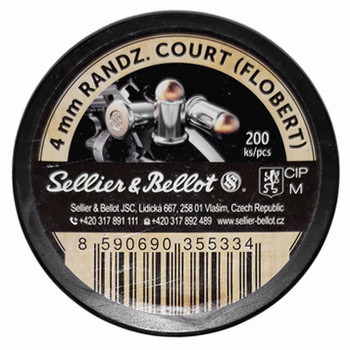 4 mm RANDZ. COURT (FLOBERT)
200
ks/pcs
Sellier & Bellot S&B
CIP
M
Sellier & Bellot JSC, Lidická 667, 258 01 Vlašim, Czech Republic
+420 317 891 111 +420 317 892 489 www.sellier-bellot.cz
8 590690 355334